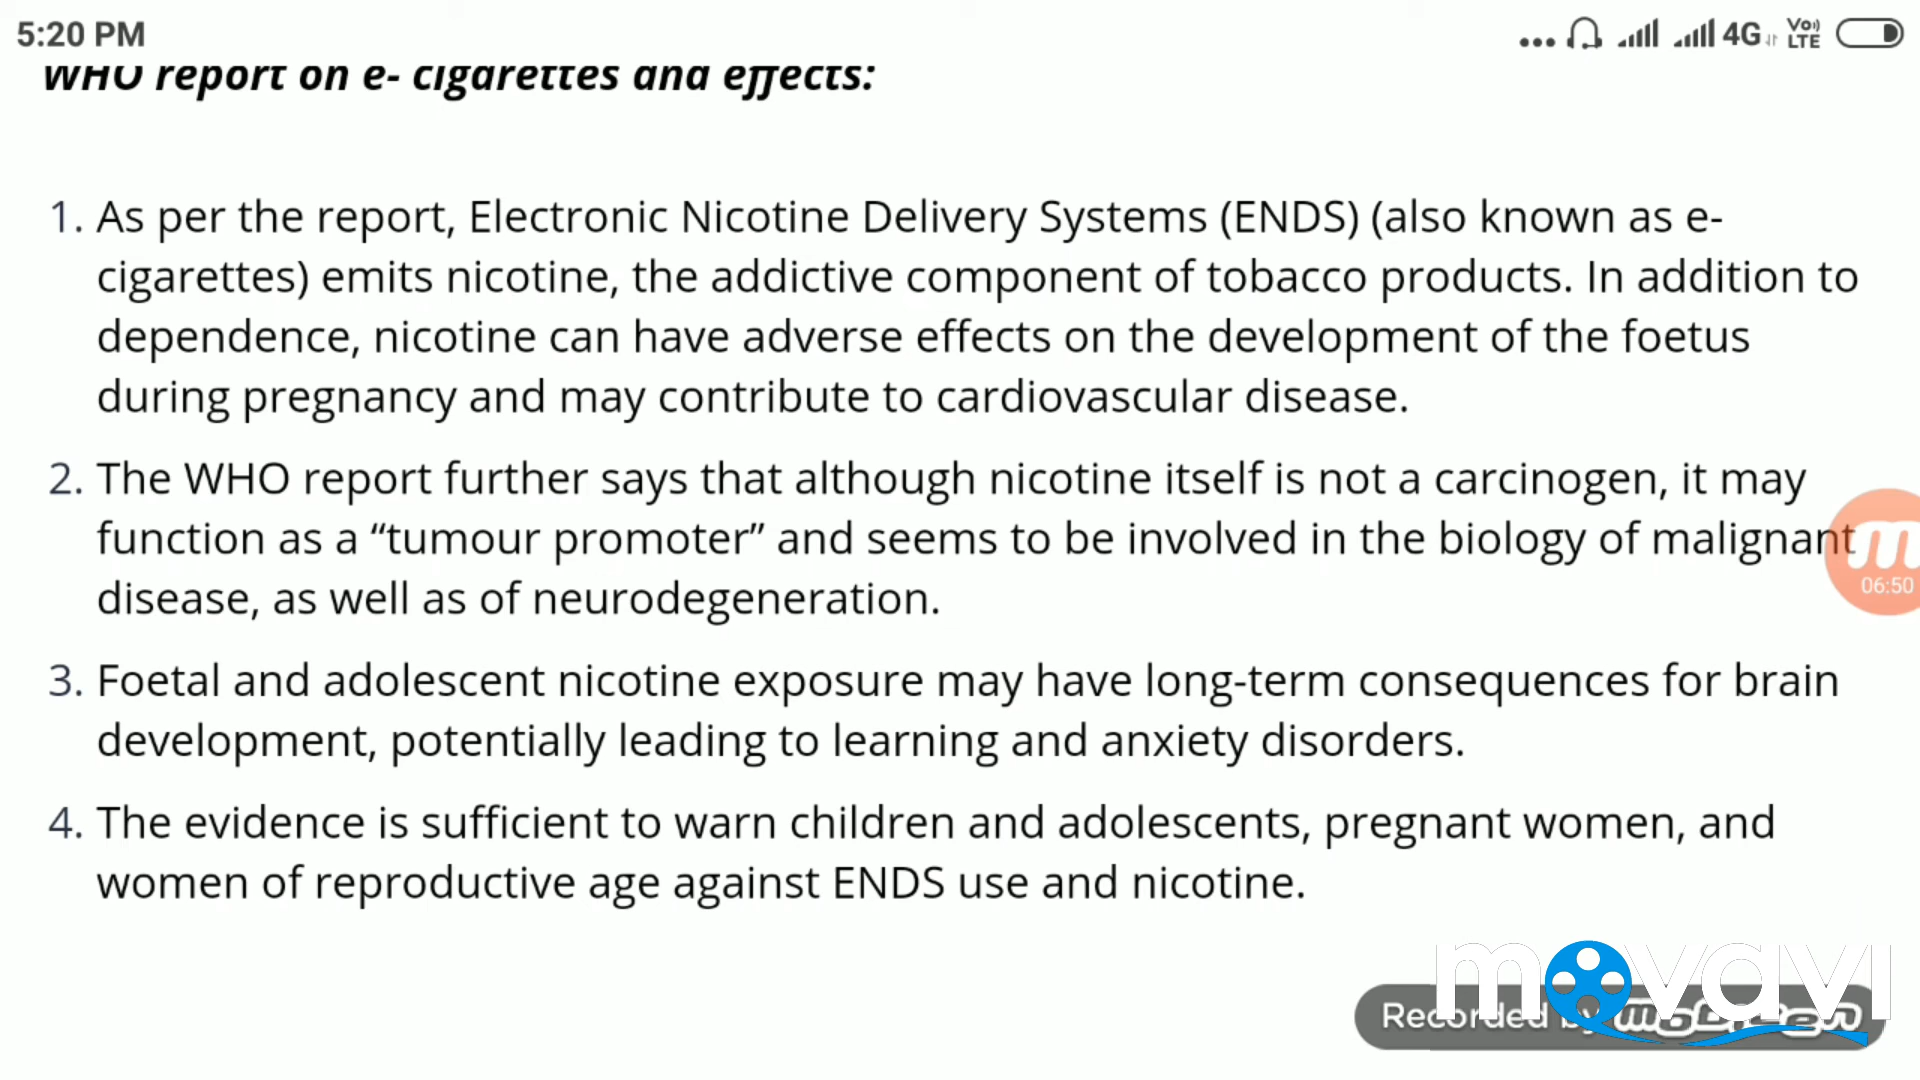 5:20 PM
... 4G Vo)) LTE
WHO report on e- cigarettes and effects:
1. As per the report, Electronic Nicotine Delivery Systems (ENDS) (also known as e-
cigarettes) emits nicotine, the addictive component of tobacco products. In addition to
dependence, nicotine can have adverse effects on the development of the foetus
during pregnancy and may contribute to cardiovascular disease.
2. The WHO report further says that although nicotine itself is not a carcinogen, it may
function as a “tumour promoter” and seems to be involved in the biology of malignant
disease, as well as of neurodegeneration.
m
06:50
3. Foetal and adolescent nicotine exposure may have long-term consequences for brain
development, potentially leading to learning and anxiety disorders.
4. The evidence is sufficient to warn children and adolescents, pregnant women, and
women of reproductive age against ENDS use and nicotine.
movavi
Recorded by mobizen